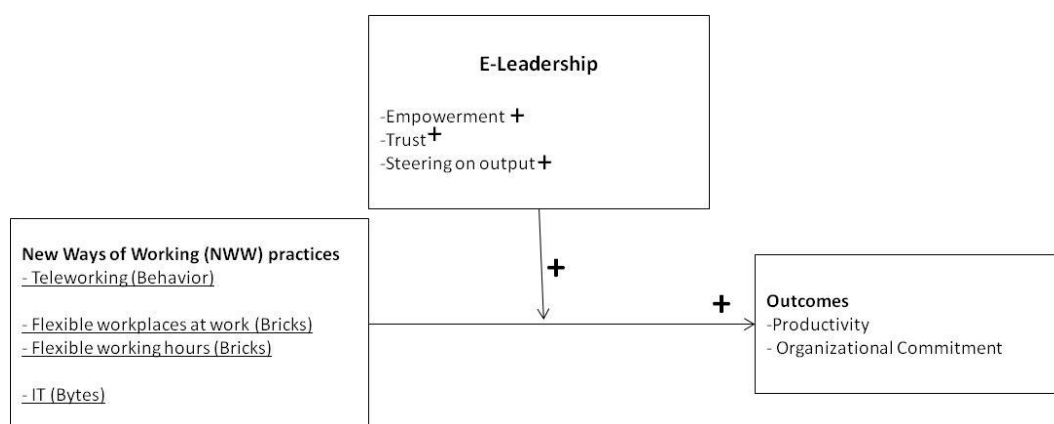 E-Leadership
-Empowerment +
-Trust+
-Steering on output+
New Ways of Working (NWW) practices
- Teleworking (Behavior)
- Flexible workplaces at work (Bricks)
- Flexible working hours (Bricks)
- IT (Bytes)
+
+
Outcomes
-Productivity
- Organizational Commitment